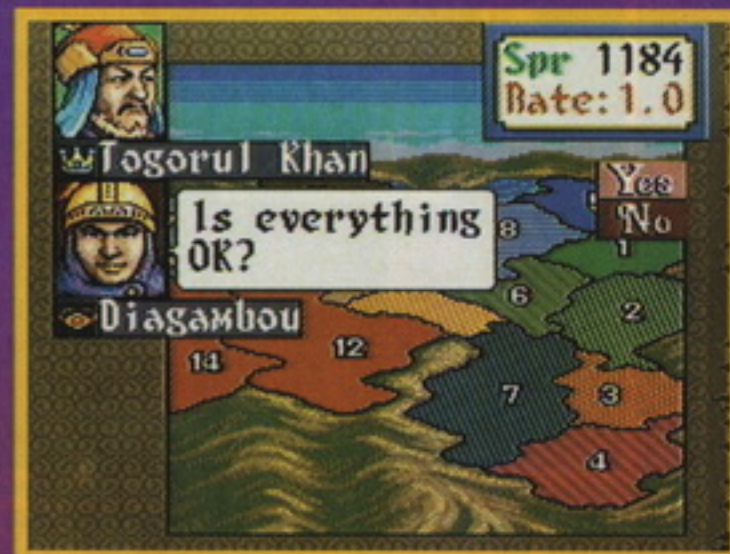 Spr 1184
Rate: 1.0
Togorul Khan
Yes
No
Is everything
OK?
Diagambou
8
1
6
2
12
14
7
3
4